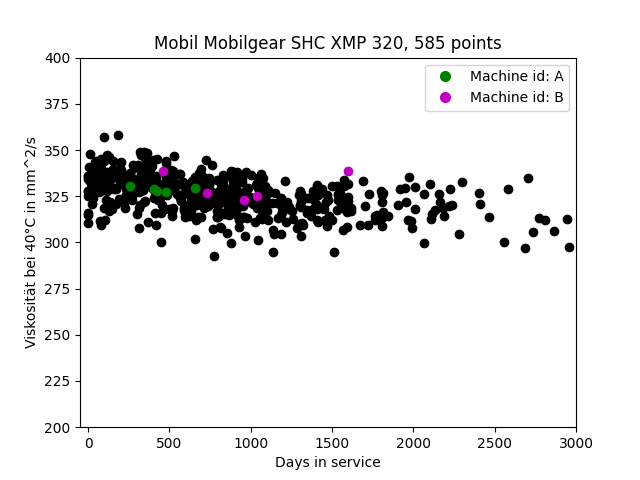 Mobil Mobilgear SHC XMP 320, 585 points
Machine id: A
Machine id: B
400
375
350
325
300
275
250
225
200
Viskosität bei 40°C in mm^2/s
0 500 1000 1500 2000 2500 3000
Days in service